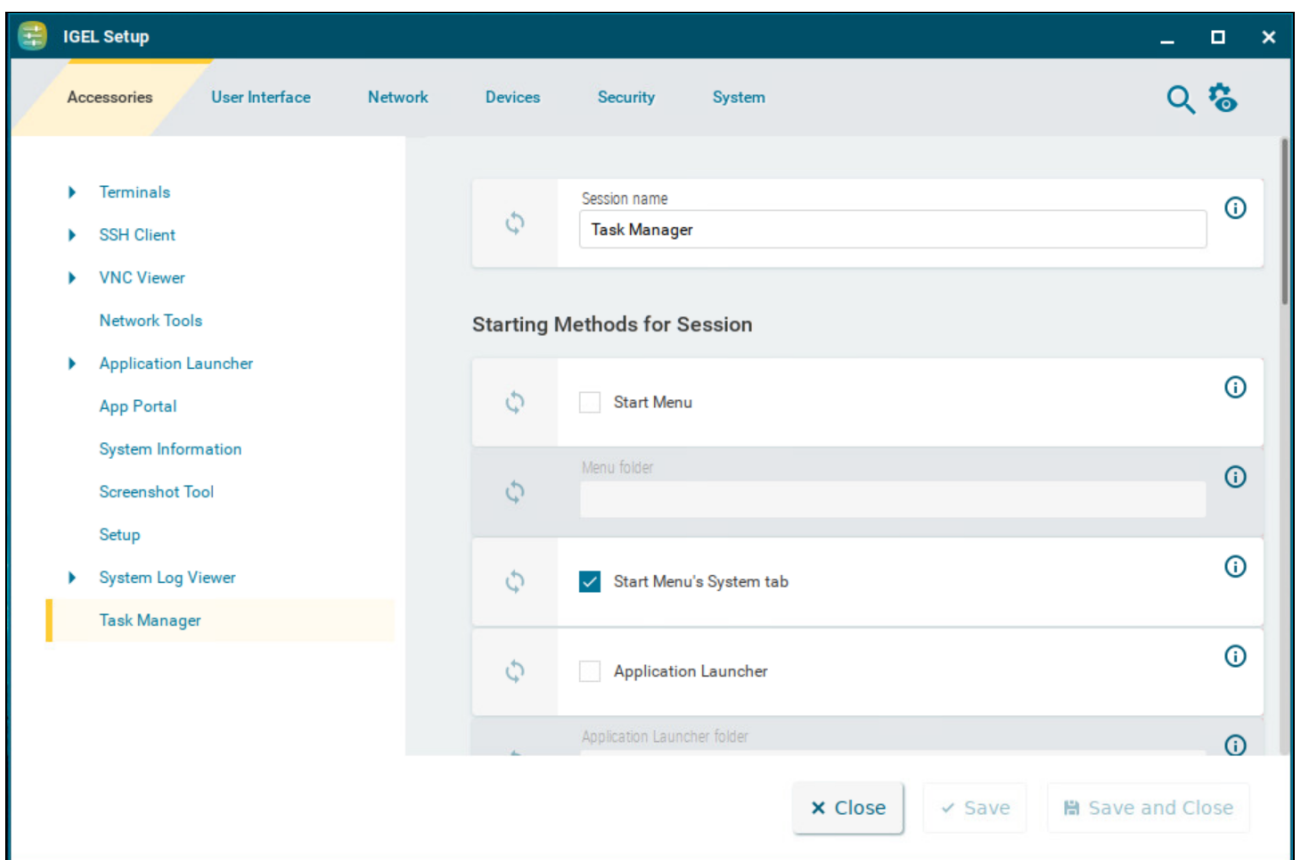 IGEL Setup
Accessories
User Interface
Network
Devices
Security
System
Terminals
SSH Client
VNC Viewer
Network Tools
Application Launcher
App Portal
System Information
Screenshot Tool
Setup
System Log Viewer
Task Manager
Session name
Task Manager
Starting Methods for Session
Start Menu
Menu folder
Start Menu's System tab
Application Launcher
Application Launcher folder
Close
Save
Save and Close